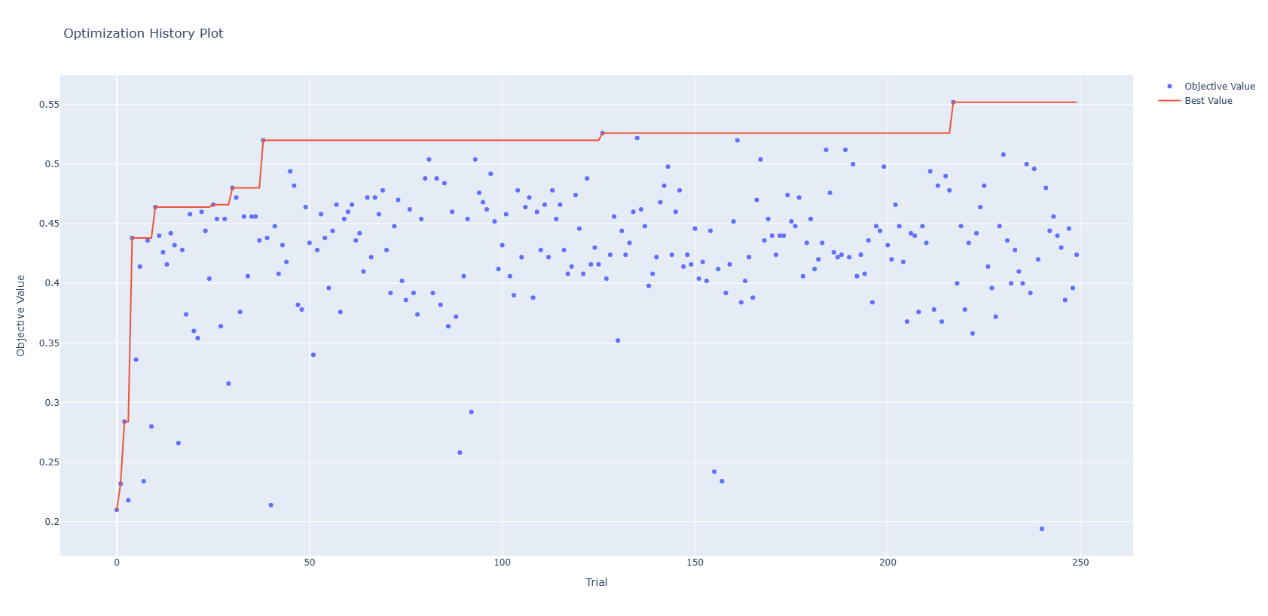 Optimization History Plot
Objective Value
Best Value
0.55
0.5
0.45
0.4
0.35
0.3
0.25
0.2
Objective Value
0
50
100
150
200
250
Trial